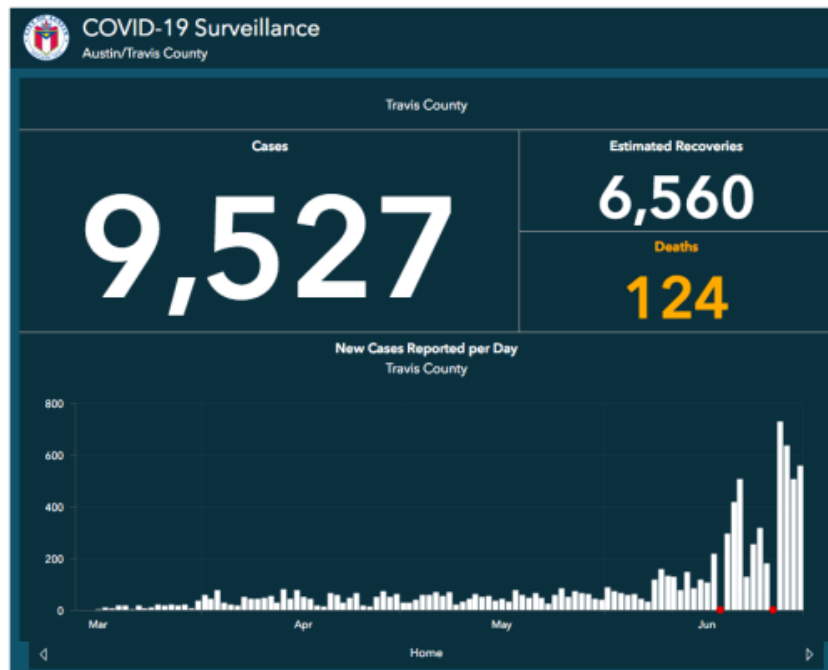 COVID-19 Surveillance
Austin/Travis County
Travis County
Cases
9,527
Estimated Recoveries
6,560
Deaths
124
New Cases Reported per Day
Travis County
800
600
400
200
0
Mar Apr May Jun
Home